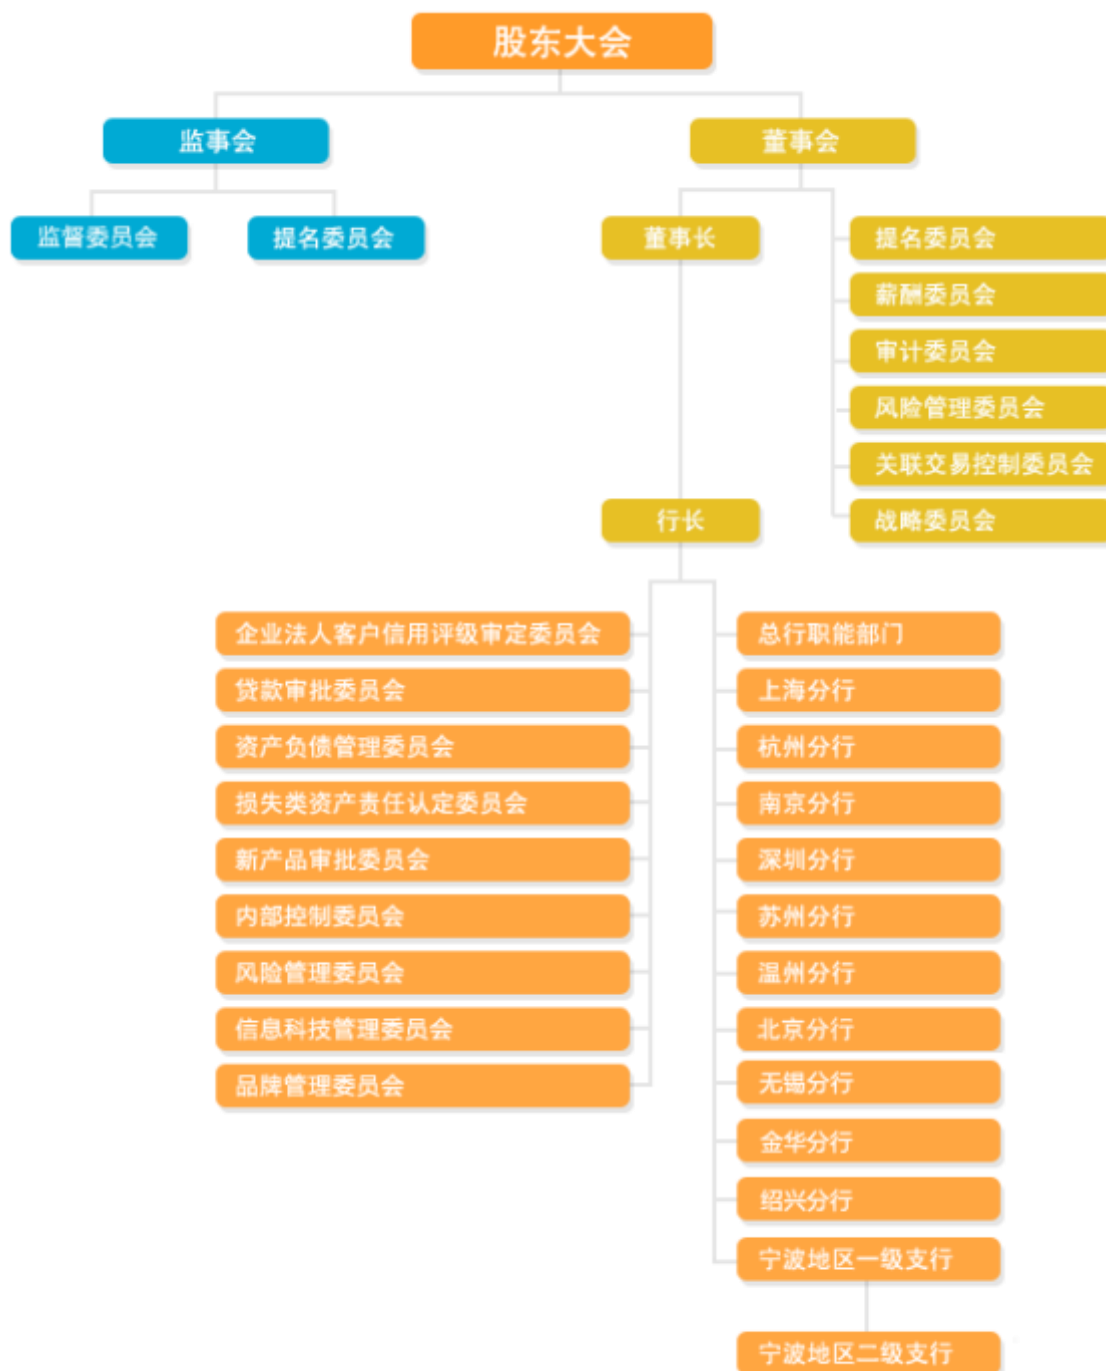 股东大会
监事会
董事会
监督委员会
提名委员会
董事长
提名委员会
薪酬委员会
审计委员会
风险管理委员会
关联交易控制委员会
战略委员会
行长
企业法人客户信用评级审定委员会
贷款审批委员会
资产负债管理委员会
损失类资产责任认定委员会
新产品审批委员会
内部控制委员会
风险管理委员会
信息科技管理委员会
品牌管理委员会
总行职能部门
上海分行
杭州分行
南京分行
深圳分行
苏州分行
温州分行
北京分行
无锡分行
金华分行
绍兴分行
宁波地区一级支行
宁波地区二级支行